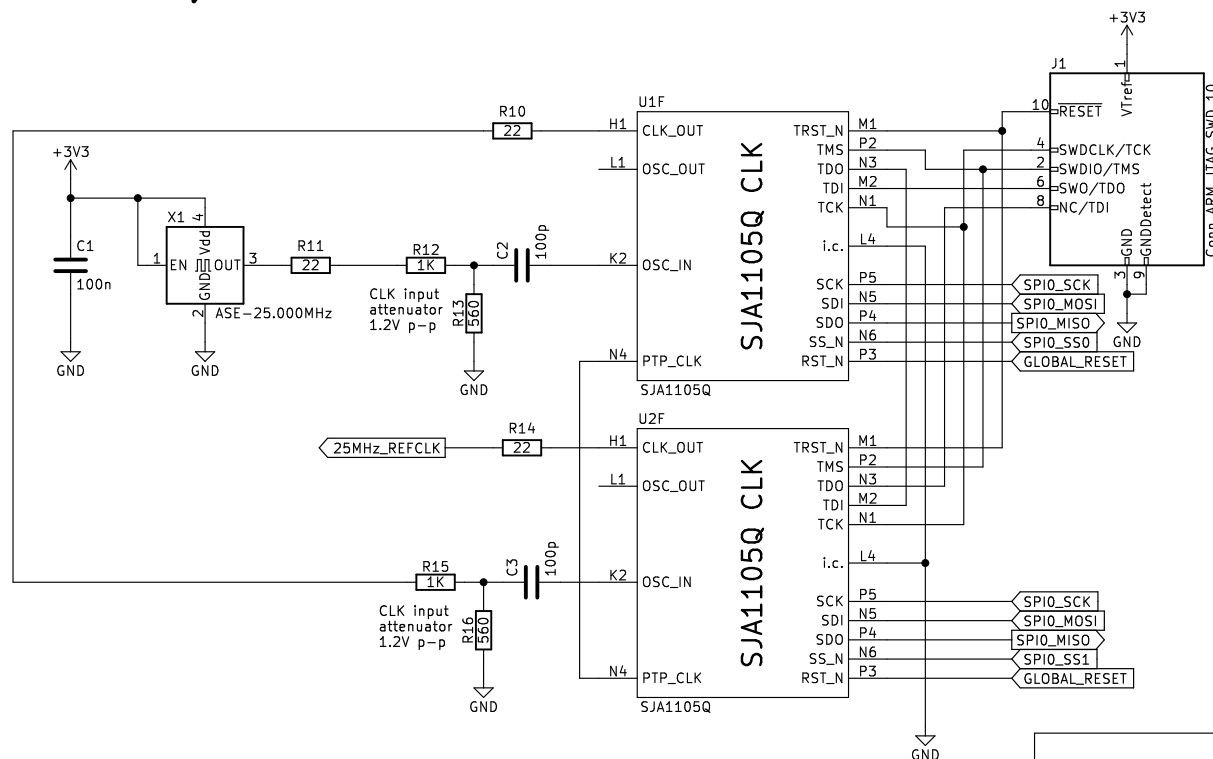 +3V3
J1
1
VTref
10 RESET
4 SWDCLK/TCK
2 SWDIO/TMS
6 SWO/TDO
8 NC/TDI
GND
GNDDetect
3
9
GND
Conn_ARM_JTAG_SWD_10
R10
22
U1F
H1 CLK_OUT
L1 OSC_OUT
K2 OSC_IN
N4 PTP_CLK
SJA1105Q CLK
TRST_N M1
TMS P2
TDO N3
TDI M2
TCK N1
i.c. L4
SCK P5 SPI0_SCK
SDI N5 SPI0_MOSI
SDO P4 SPI0_MISO
SS_N N6 SPI0_SS0
RST_N P3 GLOBAL_RESET
SJA1105Q
+3V3
C1
100n
GND
X1
4
Vdd
1 EN OUT 3
GND
2
ASE-25.000MHz
GND
R11
22
R12
1K
CLK input
attenuator
1.2V p-p
R13
560
GND
C2
100p
U2F
25MHz_REFCLK
R14
22
H1 CLK_OUT
L1 OSC_OUT
K2 OSC_IN
N4 PTP_CLK
SJA1105Q CLK
TRST_N M1
TMS P2
TDO N3
TDI M2
TCK N1
i.c. L4
SCK P5 SPI0_SCK
SDI N5 SPI0_MOSI
SDO P4 SPI0_MISO
SS_N N6 SPI0_SS1
RST_N P3 GLOBAL_RESET
SJA1105Q
R15
1K
CLK input
attenuator
1.2V p-p
R16
560
GND
C3
100p
GND